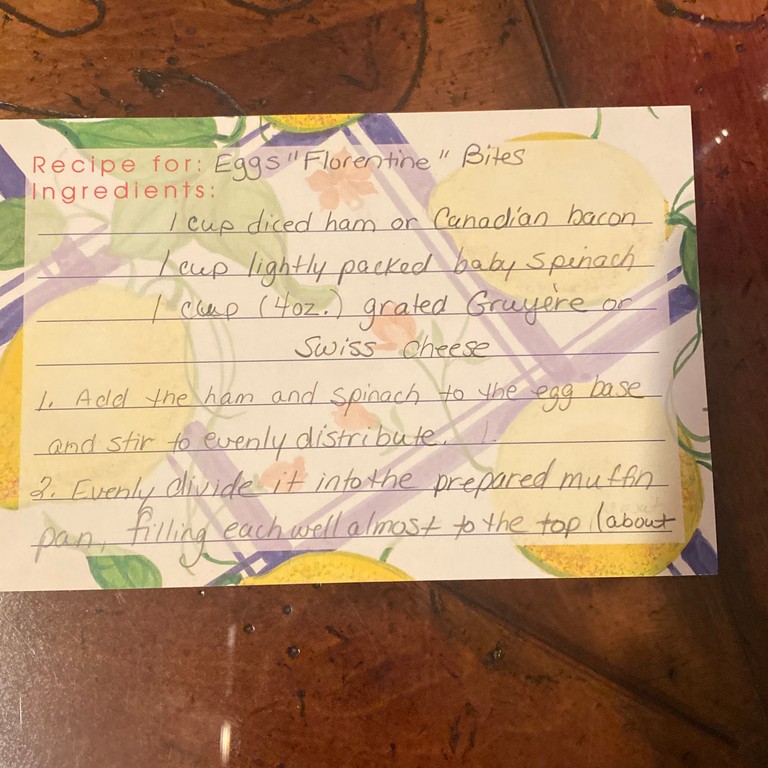 Recipe for: Eggs "Florentine" Bites
Ingredients:
1 cup diced ham or Canadian bacon
1 cup lightly packed baby spinach
1 cup (4oz.) grated Gruyère or
Swiss cheese
1. Add the ham and spinach to the egg base
and stir to evenly distribute.
2. Evenly divide it into the prepared muffin
pan, filling each well almost to the top (about